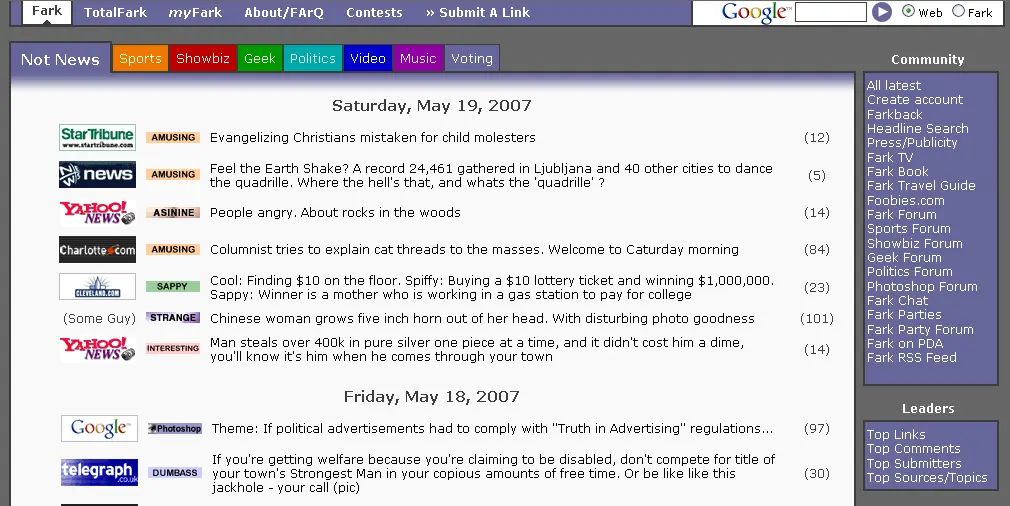 Fark TotalFark myFark About/FArQ Contests » Submit A Link Google™ Web Fark
Not News Sports Showbiz Geek Politics Video Music Voting
Saturday, May 19, 2007
StarTribune
www.startribune.com
AMUSING Evangelizing Christians mistaken for child molesters (12)
news AMUSING Feel the Earth Shake? A record 24,461 gathered in Ljubljana and 40 other cities to dance
the quadrille. Where the hell's that, and whats the 'quadrille' ? (5)
YAHOO! NEWS ASININE People angry. About rocks in the woods (14)
Charlotte.com AMUSING Columnist tries to explain cat threads to the masses. Welcome to Caturday morning (84)
CLEVELAND.COM SAPPY Cool: Finding $10 on the floor. Spiffy: Buying a $10 lottery ticket and winning $1,000,000.
Sappy: Winner is a mother who is working in a gas station to pay for college (23)
(Some Guy) STRANGE Chinese woman grows five inch horn out of her head. With disturbing photo goodness (101)
YAHOO! NEWS INTERESTING Man steals over 400k in pure silver one piece at a time, and it didn't cost him a dime,
you'll know it's him when he comes through your town (14)
Friday, May 18, 2007
Google™ Photoshop Theme: If political advertisements had to comply with "Truth in Advertising" regulations... (97)
telegraph.co.uk DUMBASS If you're getting welfare because you're claiming to be disabled, don't compete for title of
your town's Strongest Man in your copious amounts of free time. Or be like like this
jackhole - your call (pic) (30)
Community
All latest
Create account
Farkback
Headline Search
Press/Publicity
Fark TV
Fark Book
Fark Travel Guide
Foobies.com
Fark Forum
Sports Forum
Showbiz Forum
Geek Forum
Politics Forum
Photoshop Forum
Fark Chat
Fark Parties
Fark Party Forum
Fark on PDA
Fark RSS Feed
Leaders
Top Links
Top Comments
Top Submitters
Top Sources/Topics